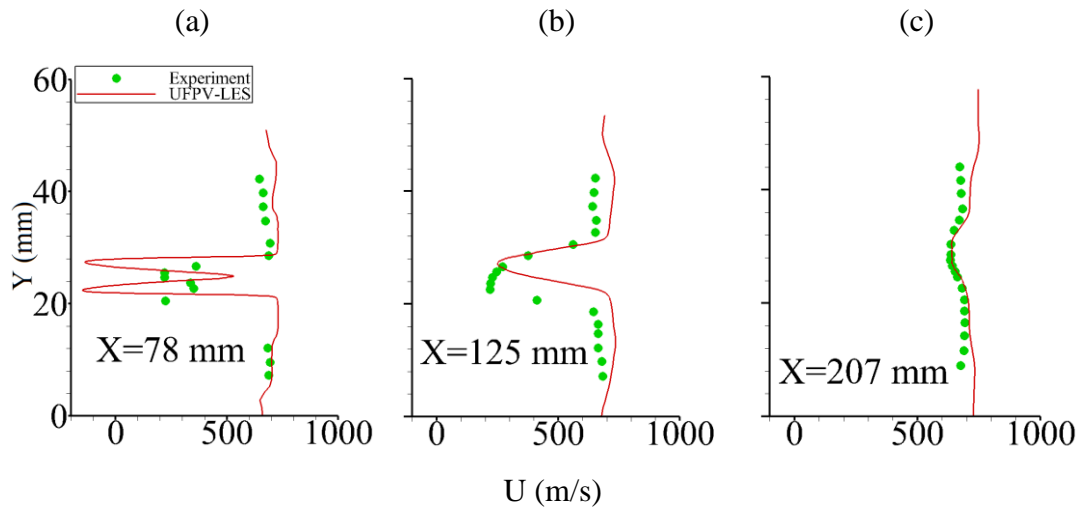 (a)
(b)
(c)
60
40
20
0
Y (mm)
Experiment
UFPV-LES
X=78 mm
X=125 mm
X=207 mm
0 500 1000
0 500 1000
0 500 1000
U (m/s)